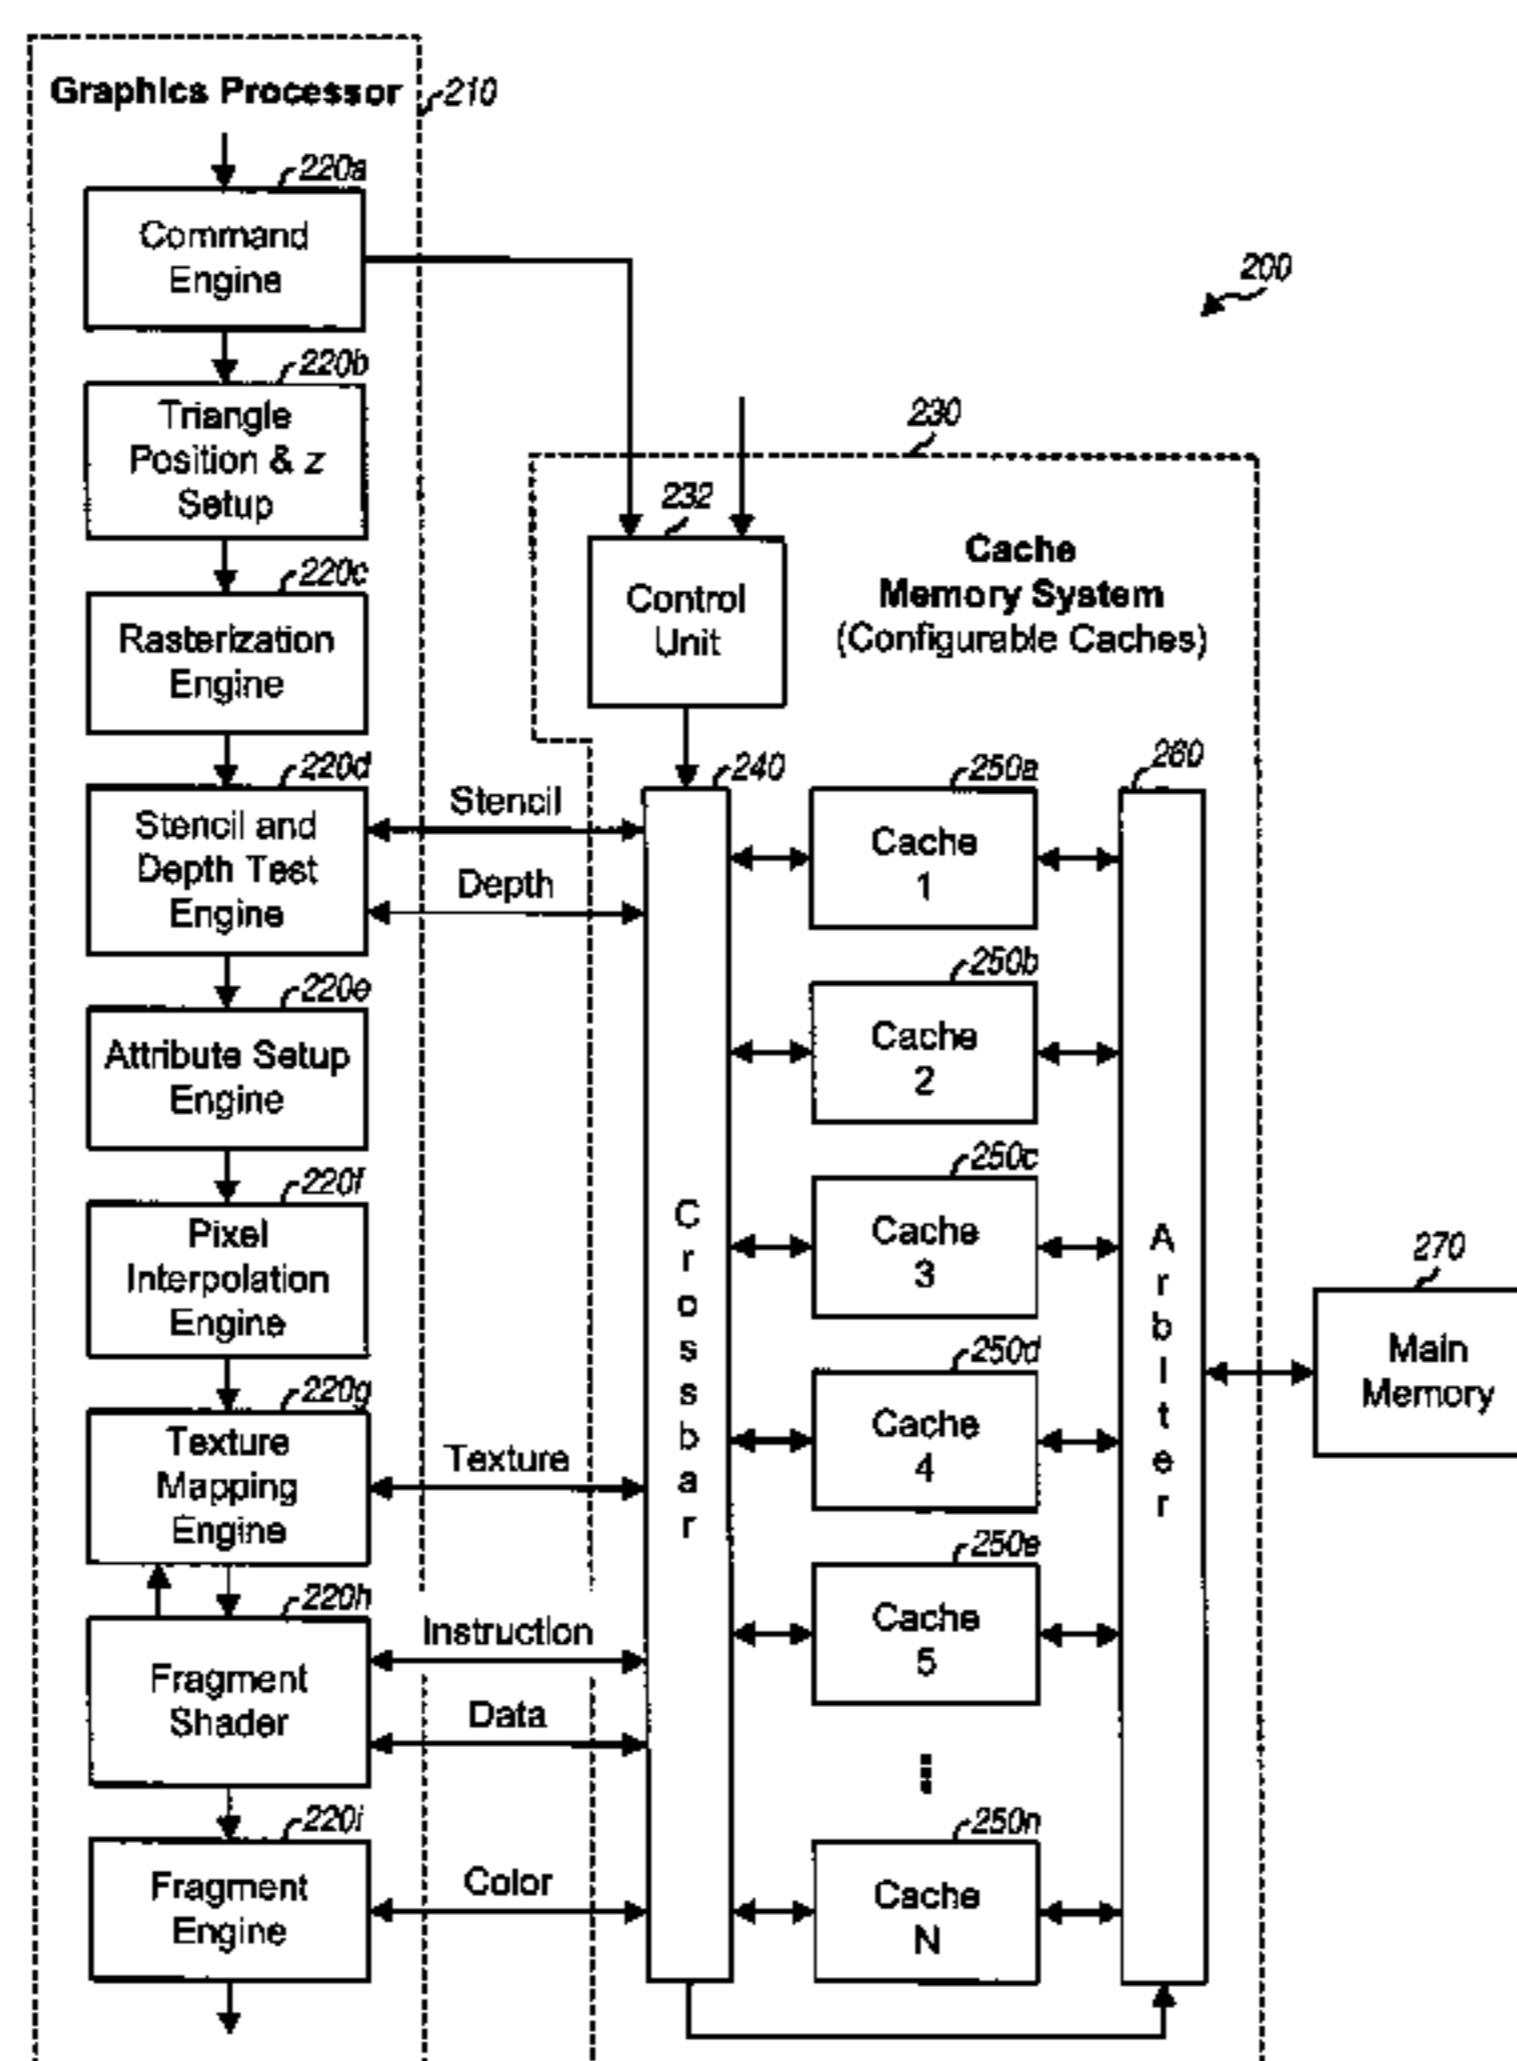 Graphics Processor
210
220a
Command
Engine
200
220b
Triangle
Position & z
Setup
230
232
Control
Unit
Cache
Memory System
(Configurable Caches)
220c
Rasterization
Engine
220d
Stencil and
Depth Test
Engine
Stencil
Depth
240
250a
Cache
1
260
250b
Cache
2
220e
Attribute Setup
Engine
250c
Cache
3
220f
Pixel
Interpolation
Engine
Crossbar
Arbiter
270
Main
Memory
250d
Cache
4
220g
Texture
Mapping
Engine
Texture
250e
Cache
5
220h
Fragment
Shader
Instruction
Data
250n
Cache
N
220i
Fragment
Engine
Color